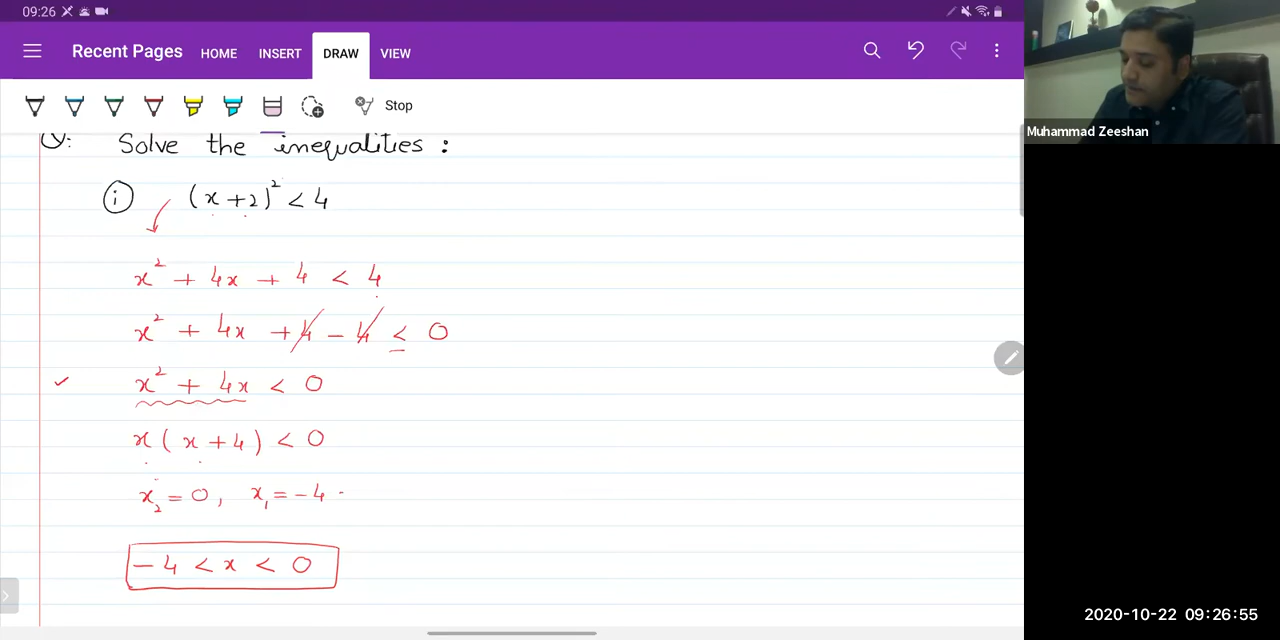 09:26
Recent Pages HOME INSERT DRAW VIEW
Stop
Q: Solve the inequalities :
i (x + 2)² < 4
x² + 4x + 4 < 4
x² + 4x + 4 - 4 < 0
x² + 4x < 0
x ( x + 4 ) < 0
x₂ = 0 , x₁ = - 4
- 4 < x < 0
Muhammad Zeeshan
2020-10-22 09:26:55